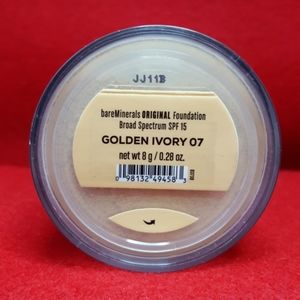 JJ11B
bareMinerals ORIGINAL Foundation
Broad Spectrum SPF 15
GOLDEN IVORY 07
net wt 8 g / 0.28 oz.
0 98132 49458 3